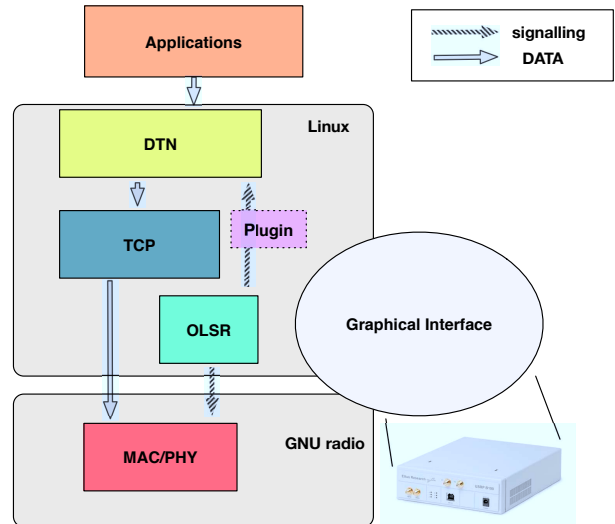 Applications
signalling
DATA
Linux
DTN
TCP
Plugin
OLSR
Graphical Interface
GNU radio
MAC/PHY